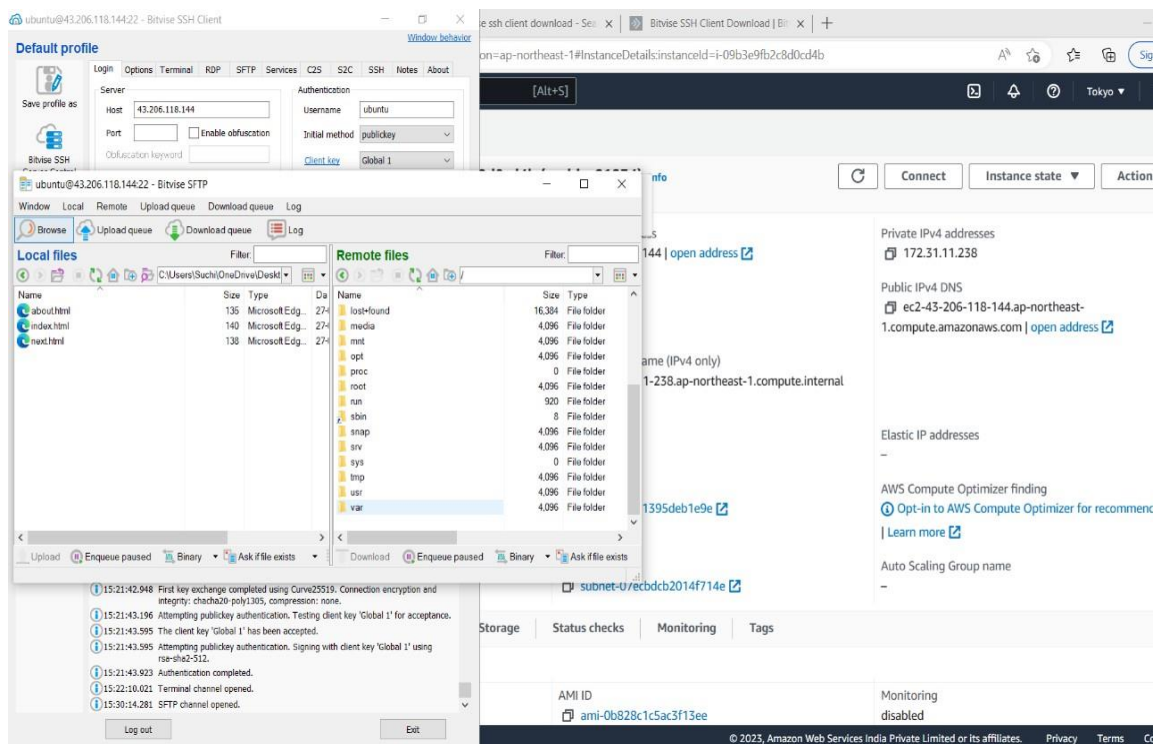 ubuntu@43.206.118.144:22 - Bitvise SSH Client
Window behavior
Default profile
Login Options Terminal RDP SFTP Services C2S S2C SSH Notes About
Save profile as
Server
Host 43.206.118.144
Port Enable obfuscation
Obfuscation keyword
Authentication
Username ubuntu
Initial method publickey
Client key Global 1
Bitvise SSH
ubuntu@43.206.118.144:22 - Bitvise SFTP
Window Local Remote Upload queue Download queue Log
Browse Upload queue Download queue Log
Local files Filter:
C:\Users\Suchi\OneDrive\Deskt
Name Size Type Da
about.html 135 Microsoft Edg... 27-
index.html 140 Microsoft Edg... 27-
next.html 138 Microsoft Edg... 27-
Upload Enqueue paused Binary Ask if file exists
Remote files Filter:
/
Name Size Type
lost+found 16,384 File folder
media 4,096 File folder
mnt 4,096 File folder
opt 4,096 File folder
proc 0 File folder
root 4,096 File folder
run 920 File folder
sbin 8 File folder
snap 4,096 File folder
srv 4,096 File folder
sys 0 File folder
tmp 4,096 File folder
usr 4,096 File folder
var 4,096 File folder
Download Enqueue paused Binary Ask if file exists
15:21:42.948 First key exchange completed using Curve25519. Connection encryption and
integrity: chacha20-poly1305, compression: none.
15:21:43.196 Attempting publickey authentication. Testing client key 'Global 1' for acceptance.
15:21:43.595 The client key 'Global 1' has been accepted.
15:21:43.595 Attempting publickey authentication. Signing with client key 'Global 1' using
rsa-sha2-512.
15:21:43.923 Authentication completed.
15:22:10.021 Terminal channel opened.
15:30:14.281 SFTP channel opened.
Log out Exit
se ssh client download - Sea Bitvise SSH Client Download | Bit
on=ap-northeast-1#InstanceDetails:instanceId=i-09b3e9fb2c8d0cd4b
Sig
[Alt+S] Tokyo
nfo
Connect Instance state Action
144 | open address
Private IPv4 addresses
172.31.11.238
Public IPv4 DNS
ec2-43-206-118-144.ap-northeast-
1.compute.amazonaws.com | open address
ame (IPv4 only)
1-238.ap-northeast-1.compute.internal
Elastic IP addresses
–
1395deb1e9e
AWS Compute Optimizer finding
Opt-in to AWS Compute Optimizer for recommend
| Learn more
subnet-07ecbdcb2014f714e
Auto Scaling Group name
–
Storage Status checks Monitoring Tags
AMI ID
ami-0b828c1c5ac3f13ee
Monitoring
disabled
© 2023, Amazon Web Services India Private Limited or its affiliates. Privacy Terms Co